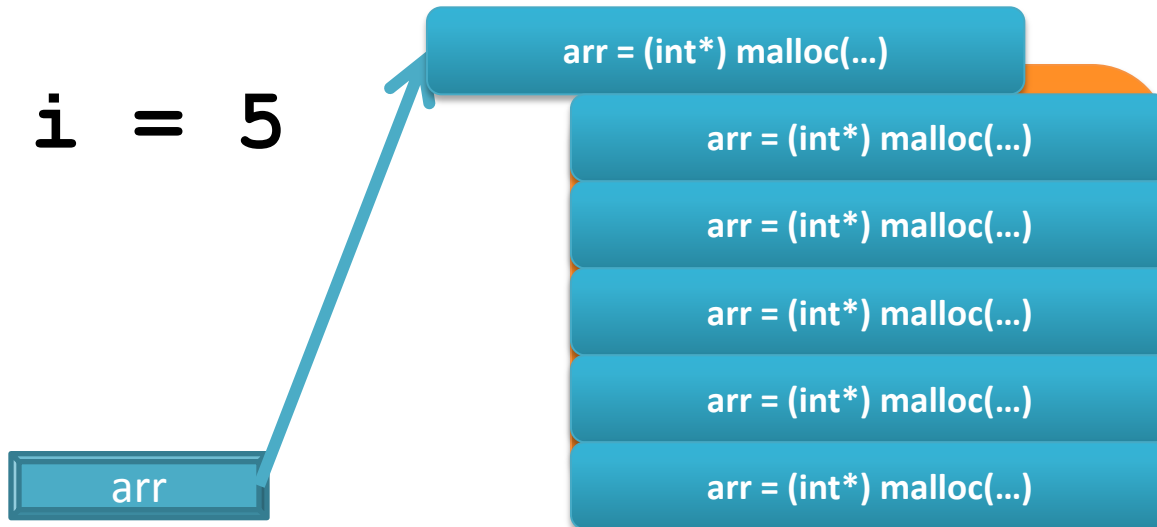 arr = (int*) malloc(…)
i = 5
arr = (int*) malloc(…)
arr = (int*) malloc(…)
arr = (int*) malloc(…)
arr = (int*) malloc(…)
arr = (int*) malloc(…)
arr